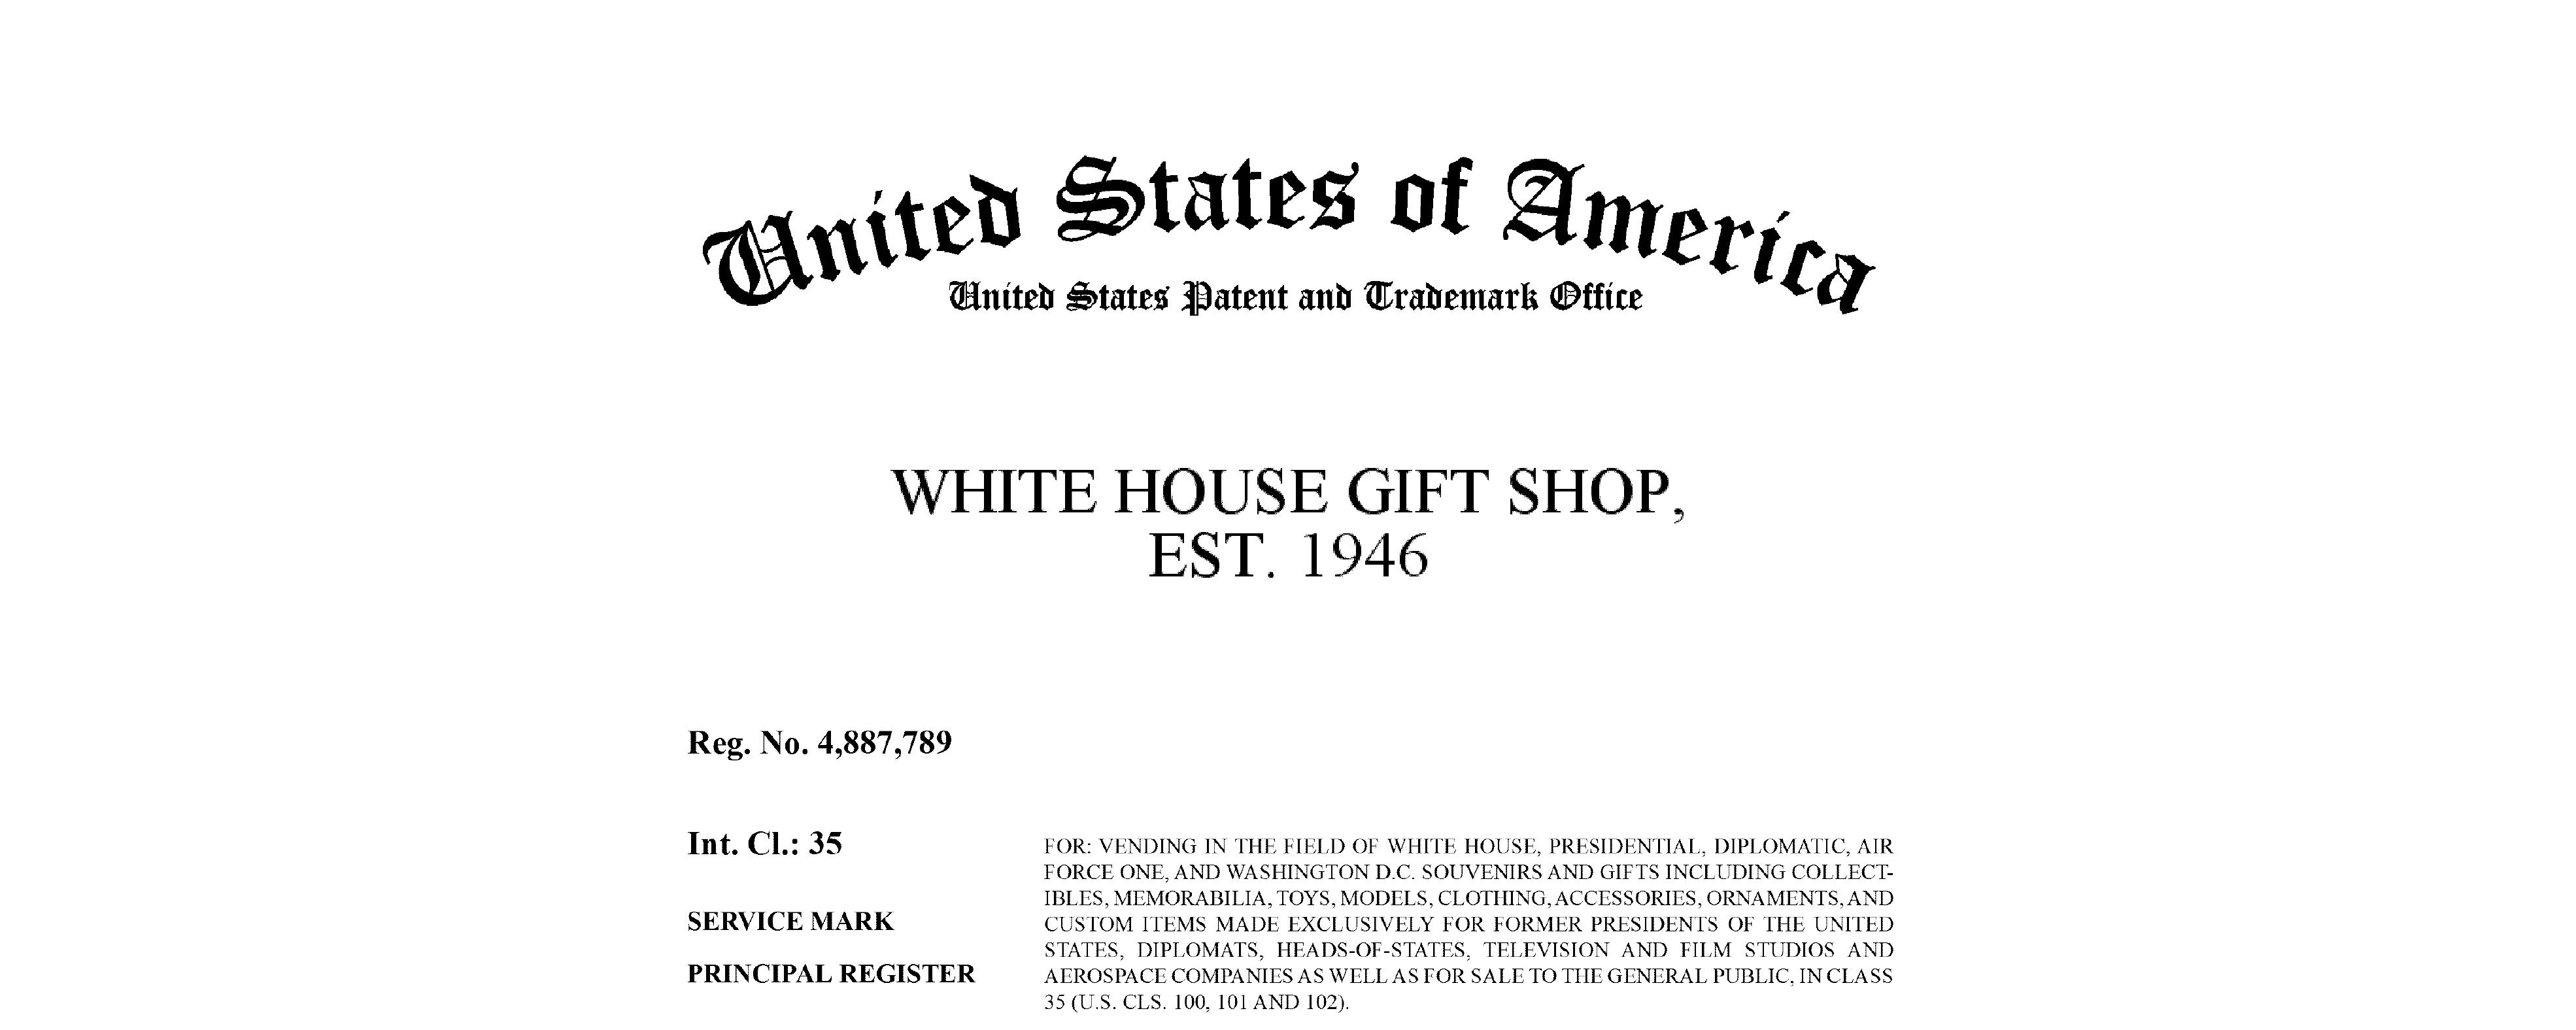 United States of America
United States Patent and Trademark Office
WHITE HOUSE GIFT SHOP,
EST. 1946
Reg. No. 4,887,789
Int. Cl.: 35
SERVICE MARK
PRINCIPAL REGISTER
FOR: VENDING IN THE FIELD OF WHITE HOUSE, PRESIDENTIAL, DIPLOMATIC, AIR
FORCE ONE, AND WASHINGTON D.C. SOUVENIRS AND GIFTS INCLUDING COLLECT-
IBLES, MEMORABILIA, TOYS, MODELS, CLOTHING, ACCESSORIES, ORNAMENTS, AND
CUSTOM ITEMS MADE EXCLUSIVELY FOR FORMER PRESIDENTS OF THE UNITED
STATES, DIPLOMATS, HEADS-OF-STATES, TELEVISION AND FILM STUDIOS AND
AEROSPACE COMPANIES AS WELL AS FOR SALE TO THE GENERAL PUBLIC, IN CLASS
35 (U.S. CLS. 100, 101 AND 102).